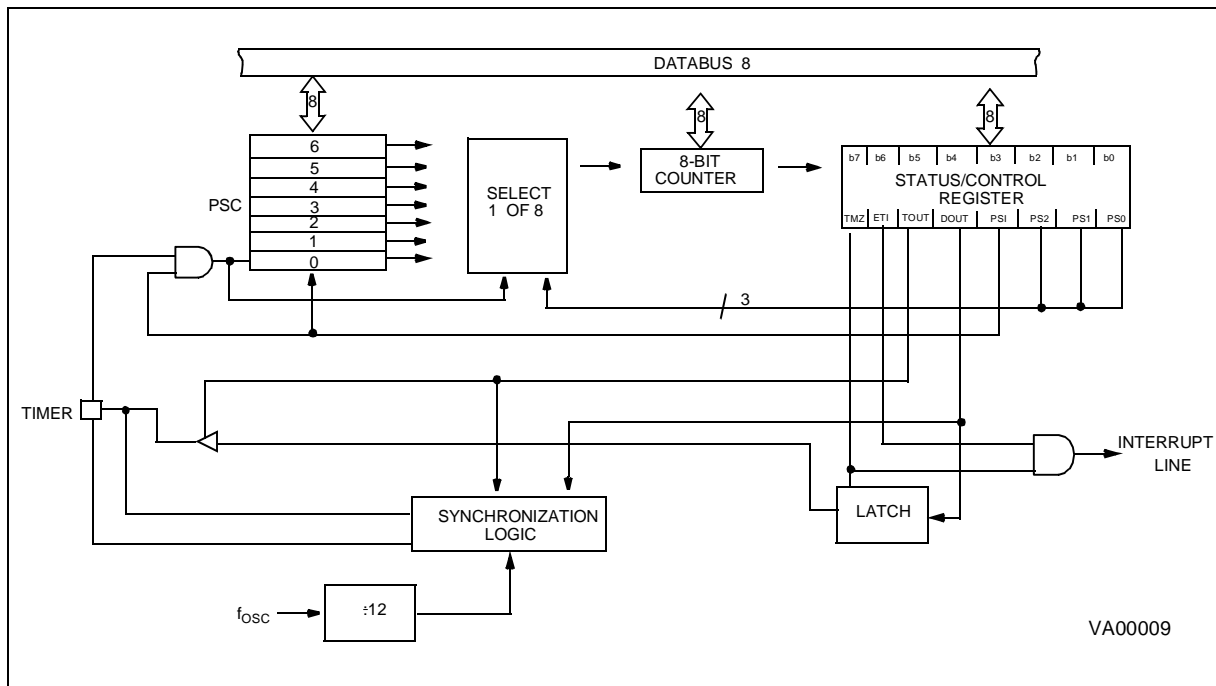 DATABUS 8
8
8
8
6
5
4
3
2
1
0
PSC
SELECT
1 OF 8
8-BIT
COUNTER
b7 b6 b5 b4 b3 b2 b1 b0
STATUS/CONTROL
REGISTER
TMZ ETI TOUT DOUT PSI PS2 PS1 PS0
3
TIMER
INTERRUPT
LINE
SYNCHRONIZATION
LOGIC
LATCH
fOSC
÷12
VA00009